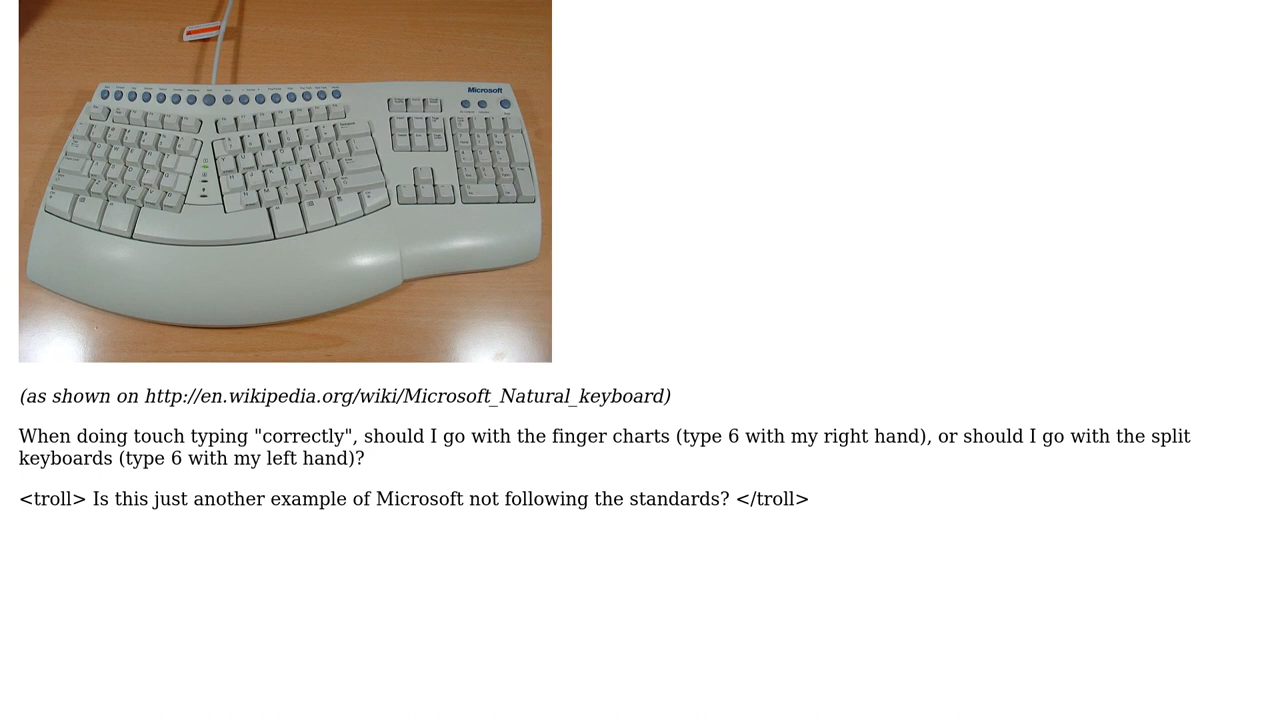 Microsoft
(as shown on http://en.wikipedia.org/wiki/Microsoft_Natural_keyboard)
When doing touch typing "correctly", should I go with the finger charts (type 6 with my right hand), or should I go with the split
keyboards (type 6 with my left hand)?
<troll> Is this just another example of Microsoft not following the standards? </troll>